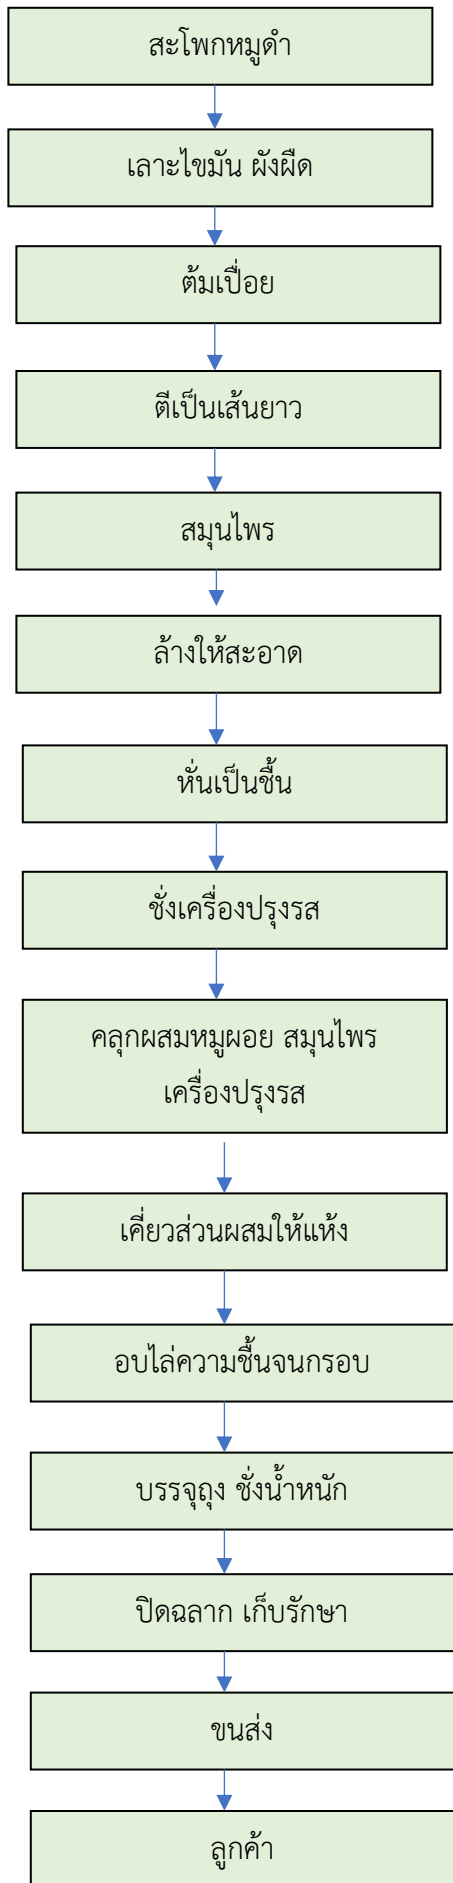 สะโพกหมูดำ
เลาะไขมัน ผังผืด
ต้มเปื่อย
ตีเป็นเส้นยาว
สมุนไพร
ล้างให้สะอาด
หั่นเป็นชิ้น
ชั่งเครื่องปรุงรส
คลุกผสมหมูผอย สมุนไพร
เครื่องปรุงรส
เคี่ยวส่วนผสมให้แห้ง
อบไล่ความชื้นจนกรอบ
บรรจุถุง ชั่งน้ำหนัก
ปิดฉลาก เก็บรักษา
ขนส่ง
ลูกค้า